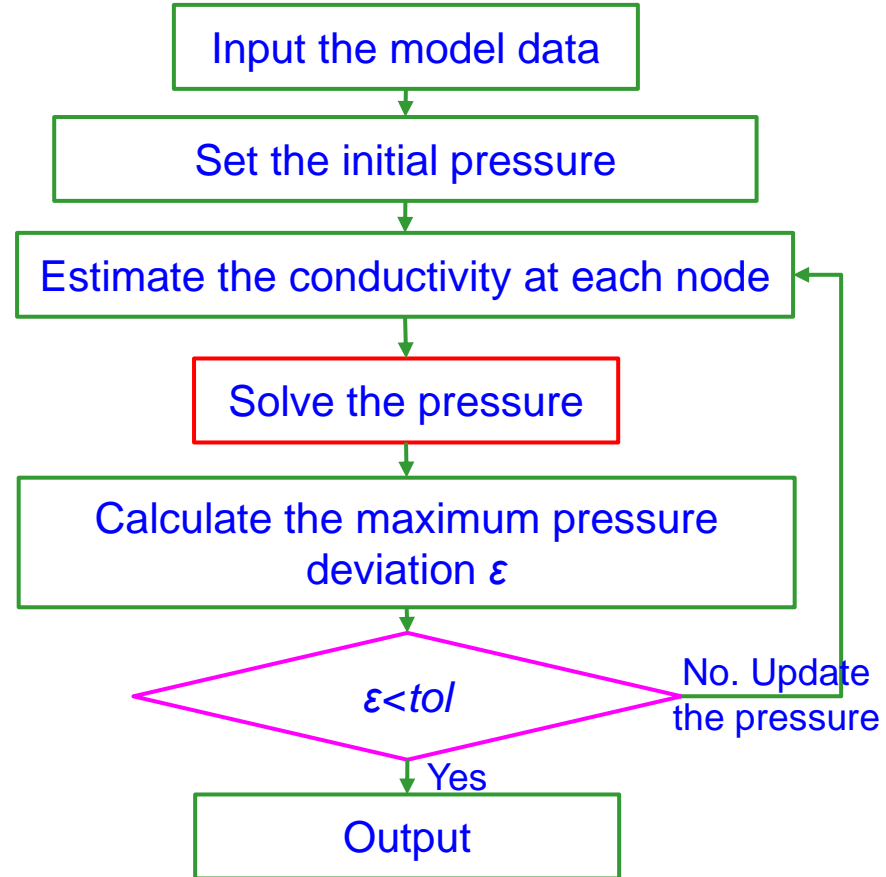 Input the model data
Set the initial pressure
Estimate the conductivity at each node
Solve the pressure
Calculate the maximum pressure
deviation ε
ε<tol
No. Update
the pressure
Yes
Output